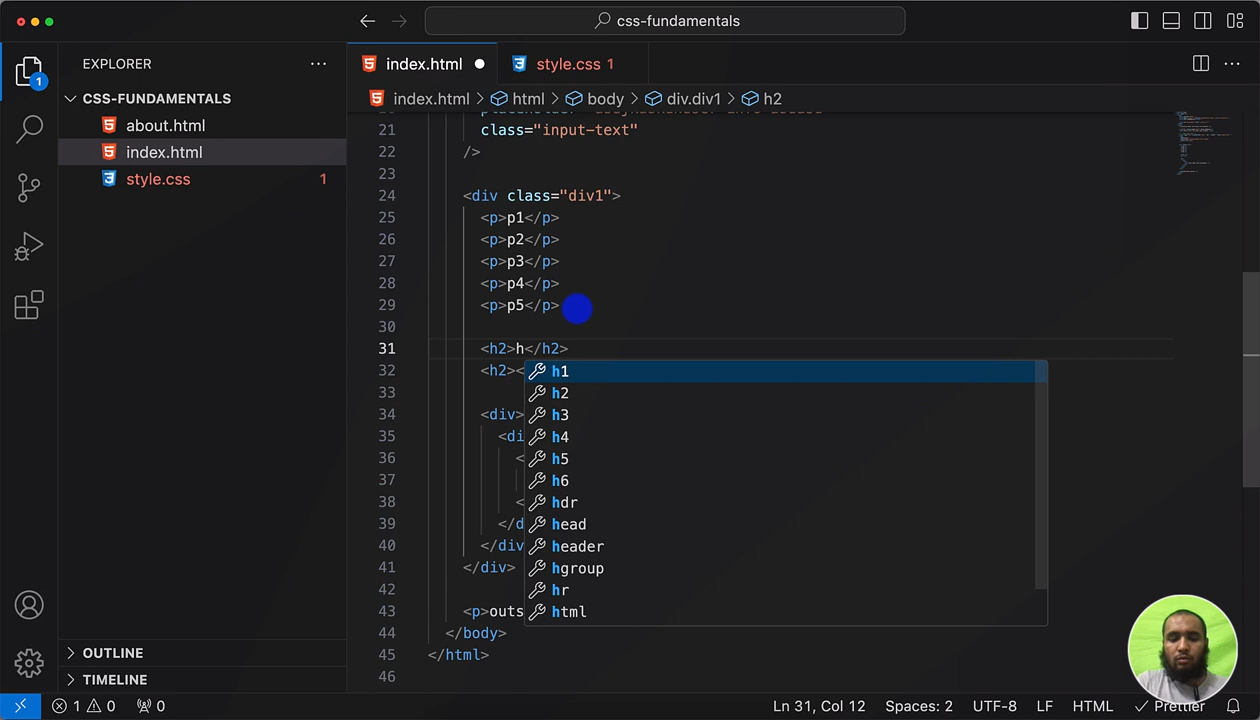 css-fundamentals
EXPLORER
index.html
style.css 1
CSS-FUNDAMENTALS
index.html > html > body > div.div1 > h2
1
about.html
index.html
style.css 1
21 class="input-text"
22 />
23
24 <div class="div1">
25 <p>p1</p>
26 <p>p2</p>
27 <p>p3</p>
28 <p>p4</p>
29 <p>p5</p>
30
31 <h2>h</h2>
32 <h2><
h1
h2
33
h3
34 <div>
h4
35 <di
h5
36 <
h6
37
hdr
38 <
head
39 </d
header
40 </div
hgroup
41 </div>
hr
42
html
43 <p>outs
44 </body>
45 </html>
46
OUTLINE
TIMELINE
1 0 0
Ln 31, Col 12 Spaces: 2 UTF-8 LF HTML Prettier